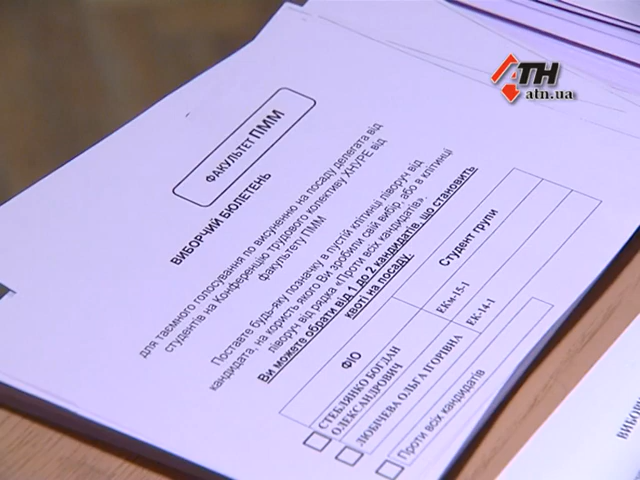 АТН
atn.ua
ФАКУЛЬТЕТ ПММ
ВИБОРЧИЙ БЮЛЕТЕНЬ
для таємного голосування по висуненню на посаду делегата від
студентів на Конференцію трудового колективу ХНУРЕ від
факультету ПММ
Поставте будь-яку позначку в пустій клітинці ліворуч від
кандидата, на користь якого Ви зробили свій вибір, або в клітинці
ліворуч від рядка «Проти всіх кандидатів».
Ви можете обрати від 1 до 2 кандидатів, що становить
квоті на посаду.
ФІО Студент групи
СТЕБЛЯНКО БОГДАН
ОЛЕКСАНДРОВИЧ ЕКм-15-1
ЛЮБИЧЕВА ОЛЬГА ІГОРІВНА ЕК-14-1
Проти всіх кандидатів